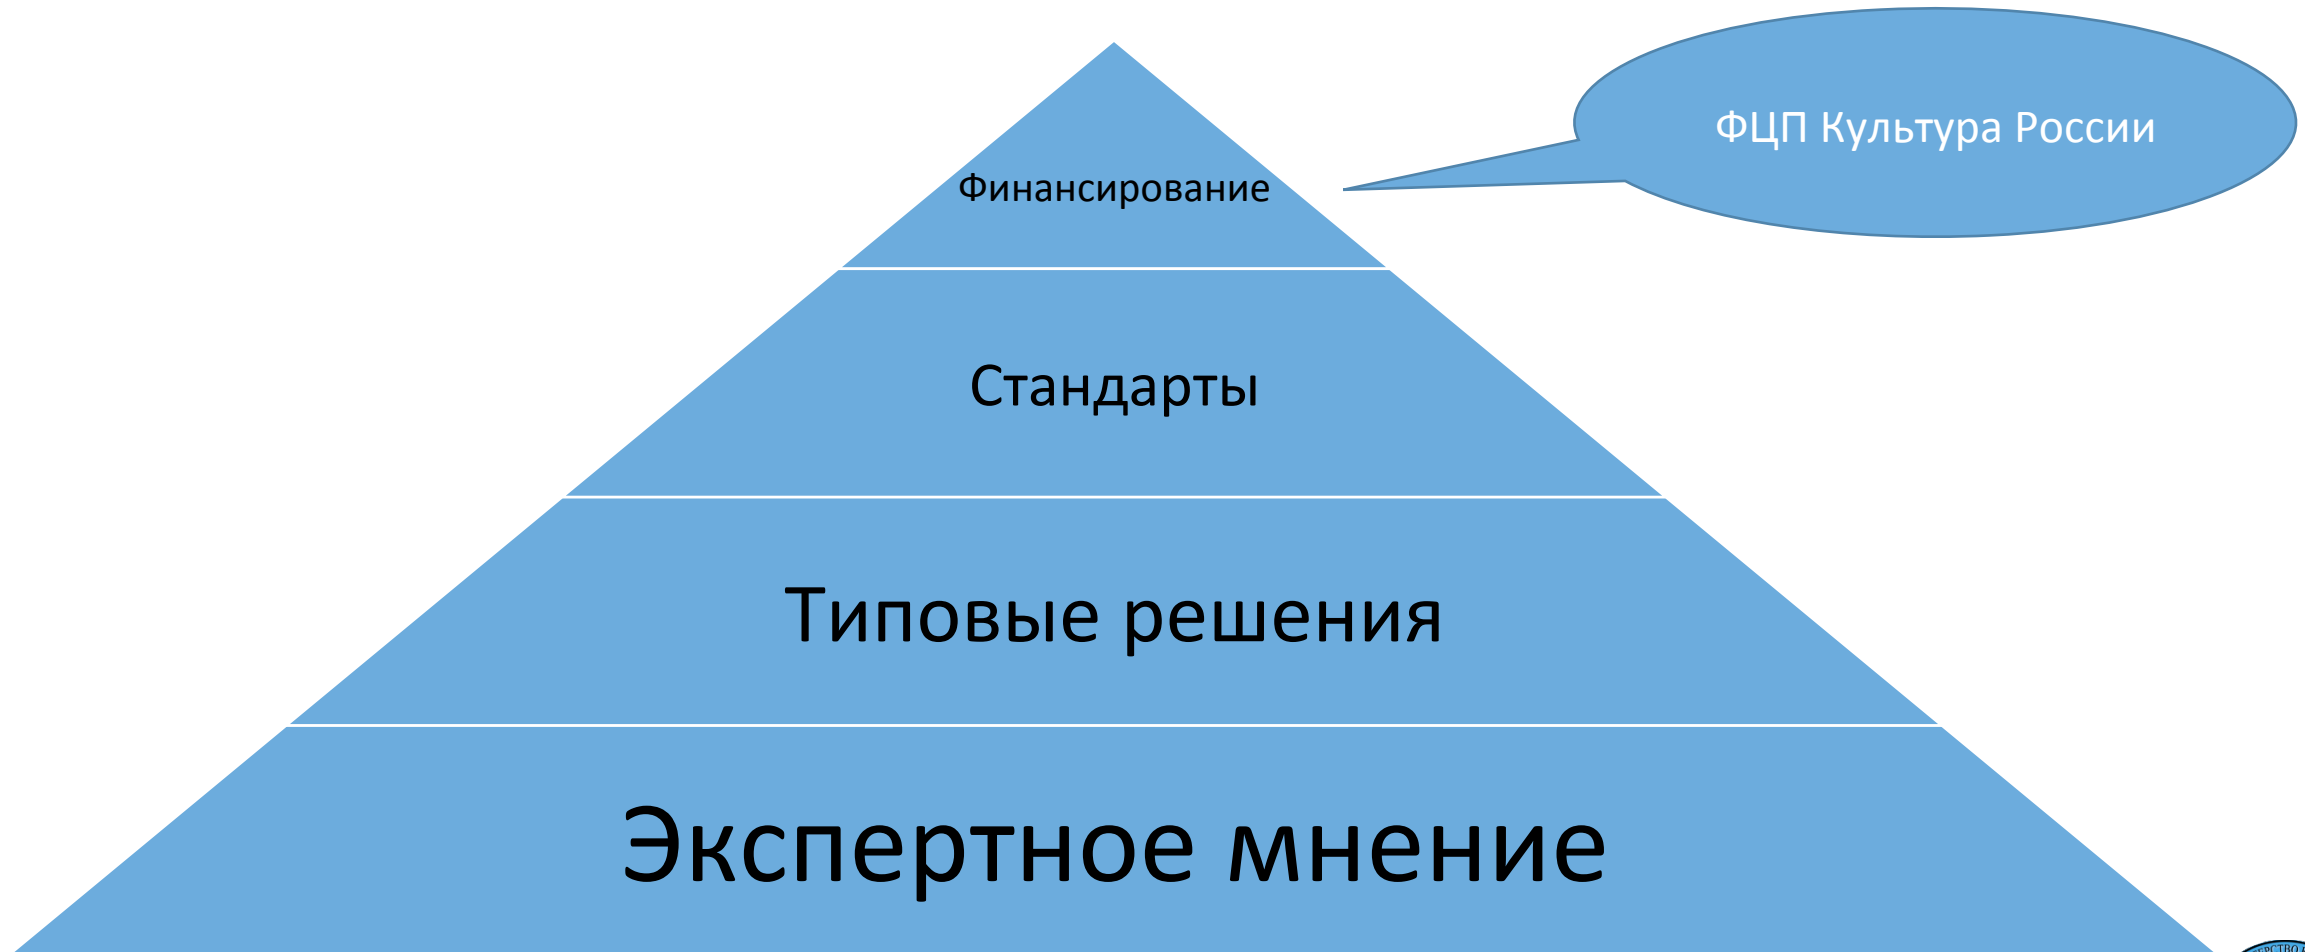 ФЦП Культура России
Финансирование
Стандарты
Типовые решения
Экспертное мнение